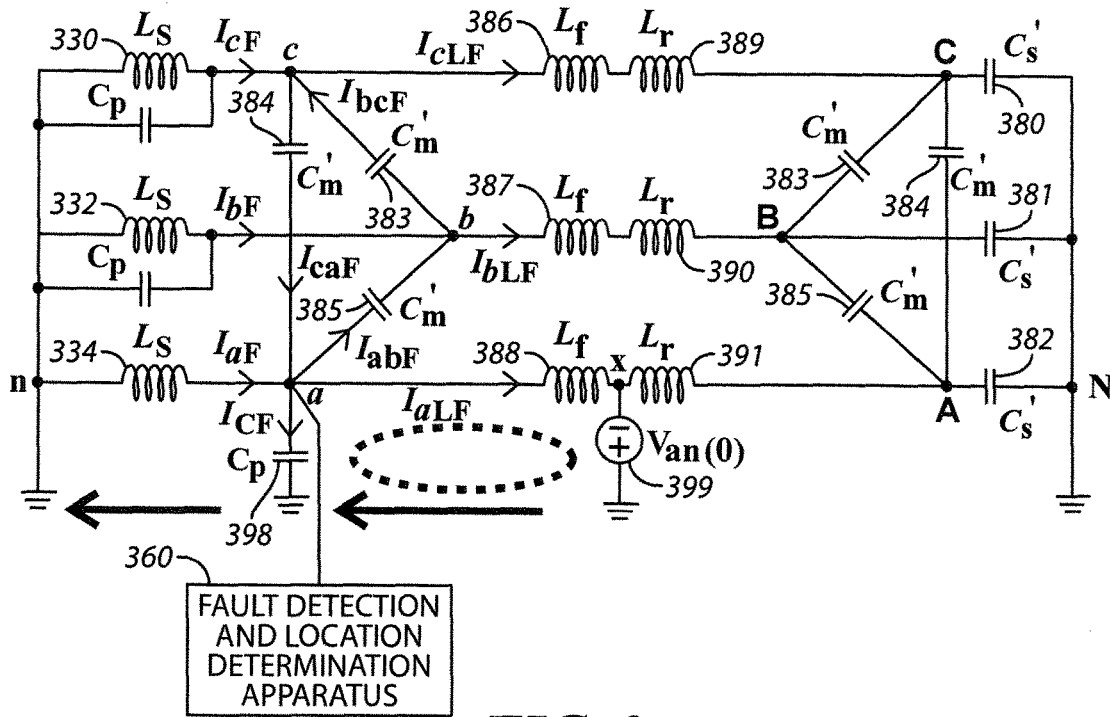 330 L_S I_cF c I_cLF 386 L_f L_r 389 C C_s'
C_p 384 I_bcF 380
C_m' C_m' C_m'
383 383 384 C_m' 381
332 L_S I_bF b 387 L_f L_r B
C_p I_caF I_bLF 390 C_s'
385 C_m' 385 C_m'
334 L_S I_aF I_abF 388 L_f x L_r 391 382
n a I_aLF A N
I_CF C_s'
C_p − + V_an(0)
398 399
360
FAULT DETECTION
AND LOCATION
DETERMINATION
APPARATUS